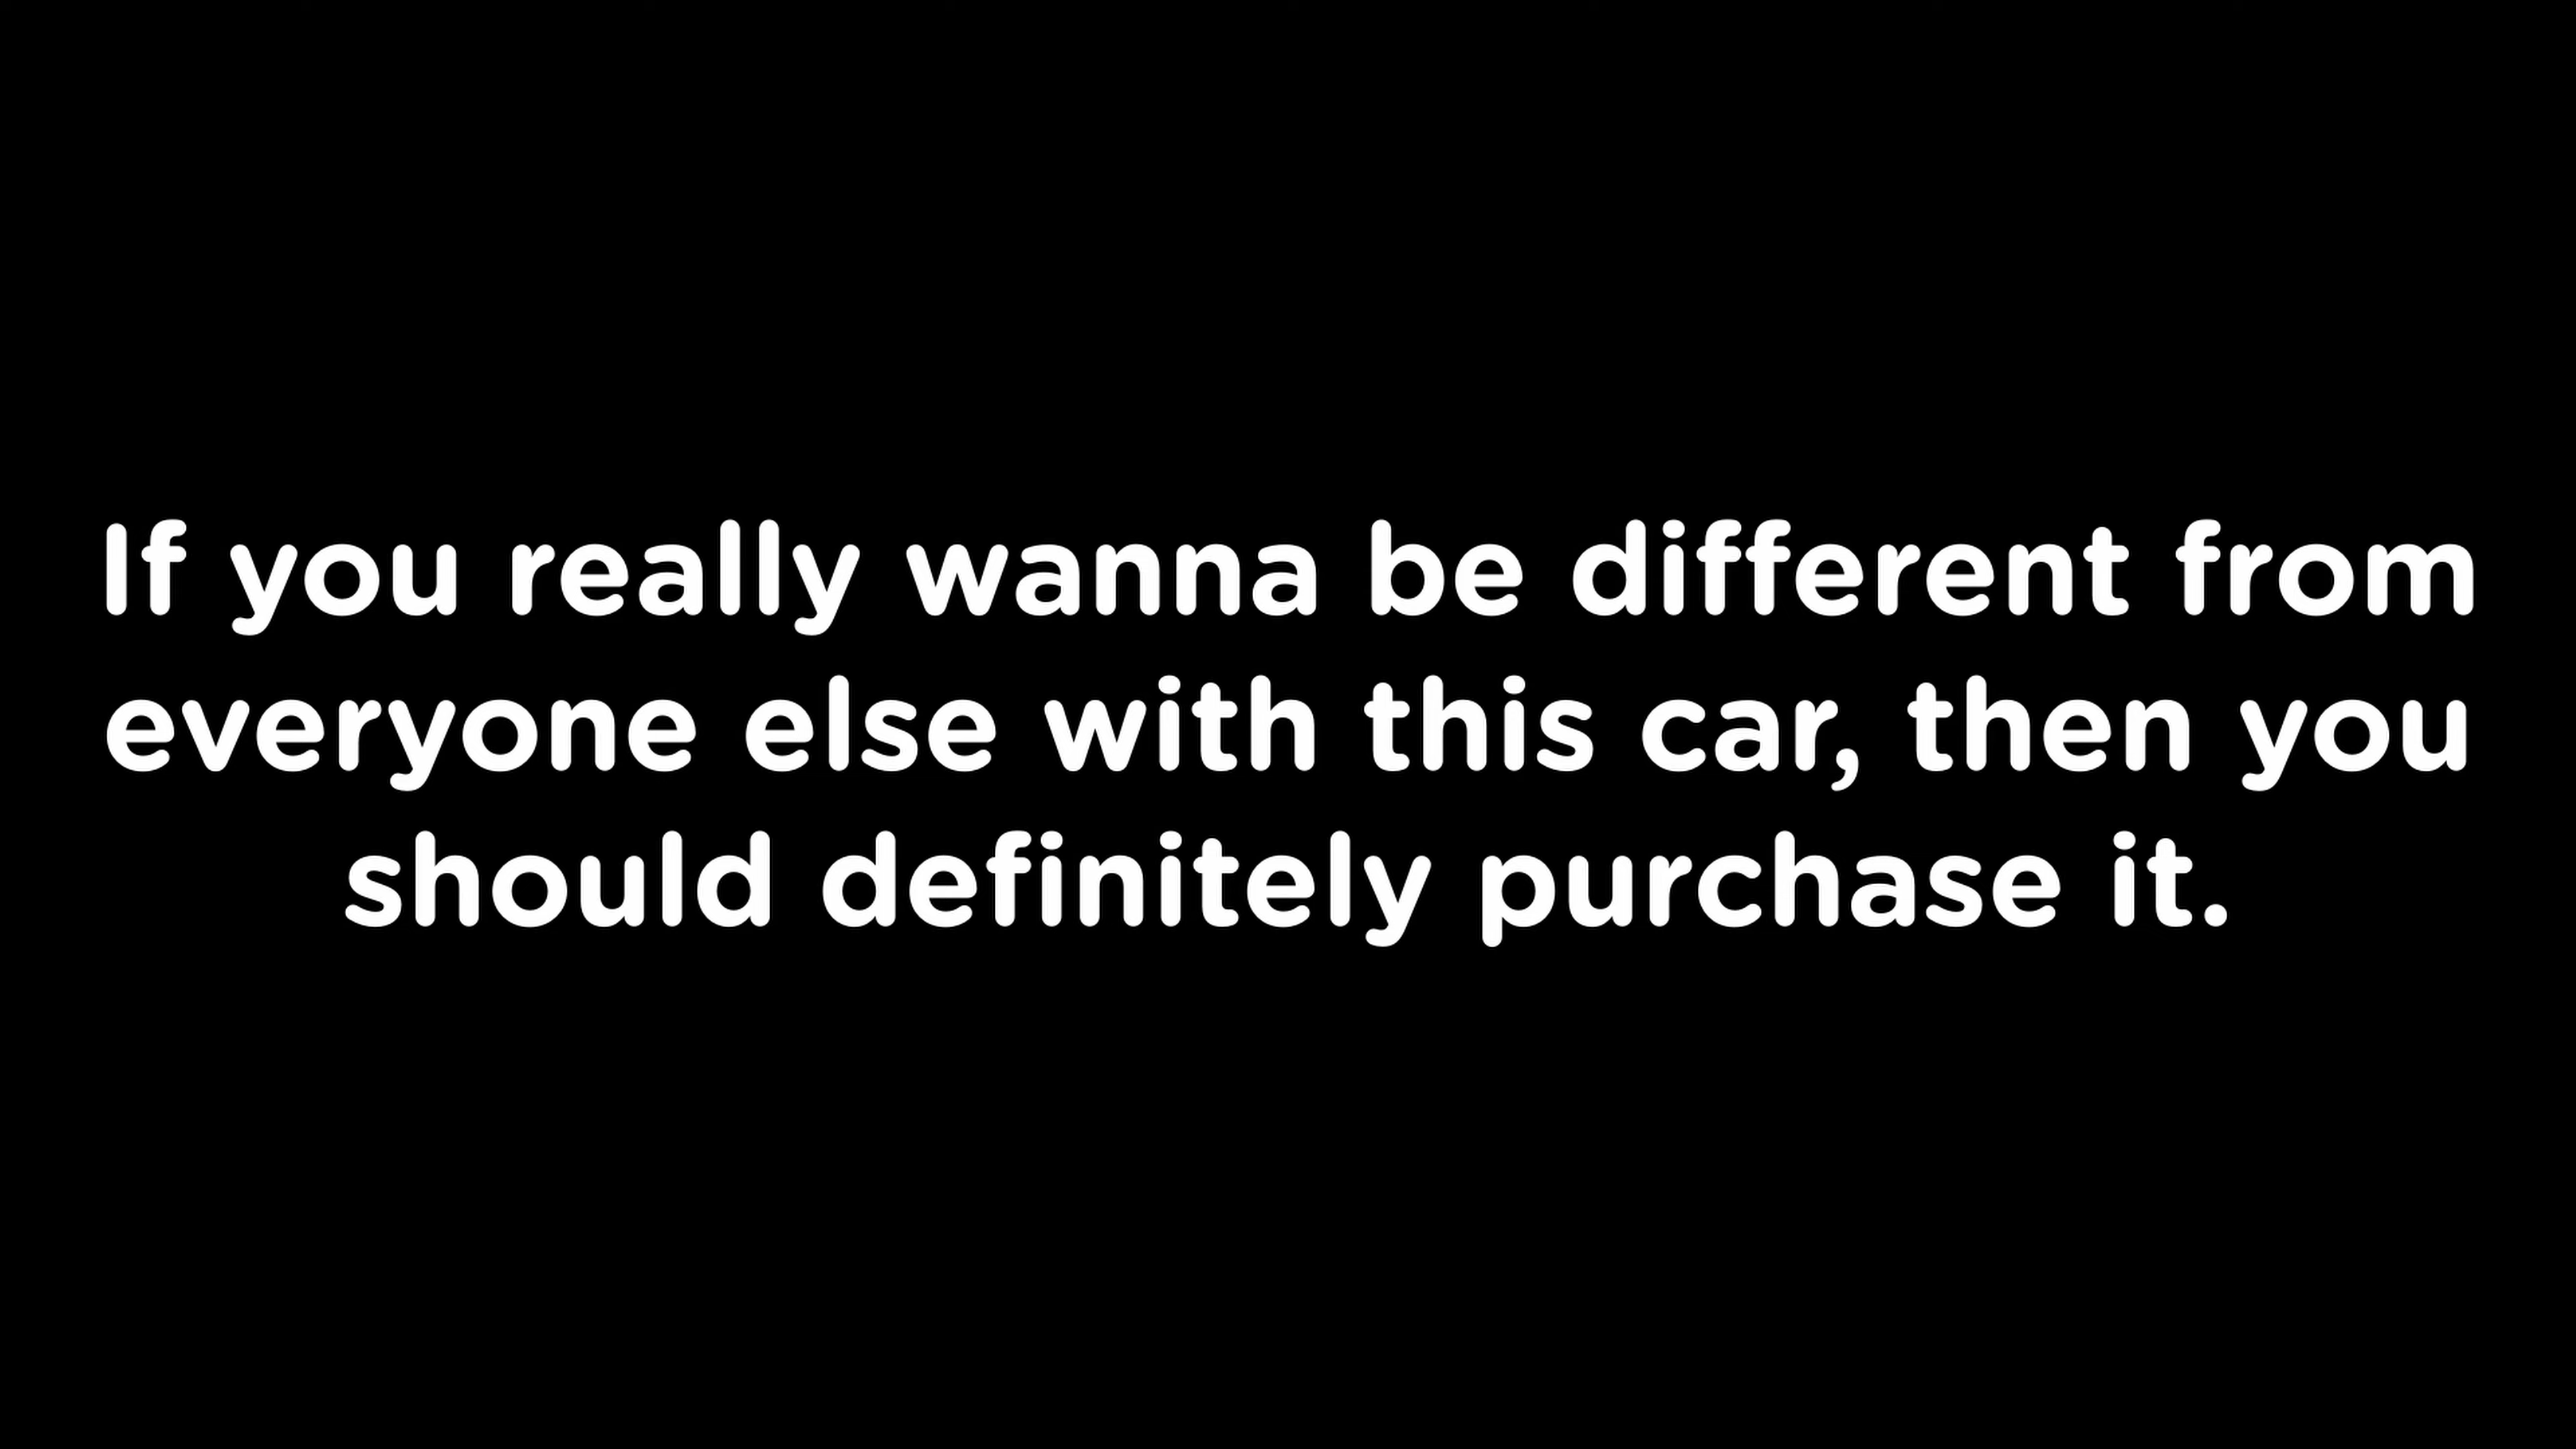 If you really wanna be different from
everyone else with this car, then you
should definitely purchase it.